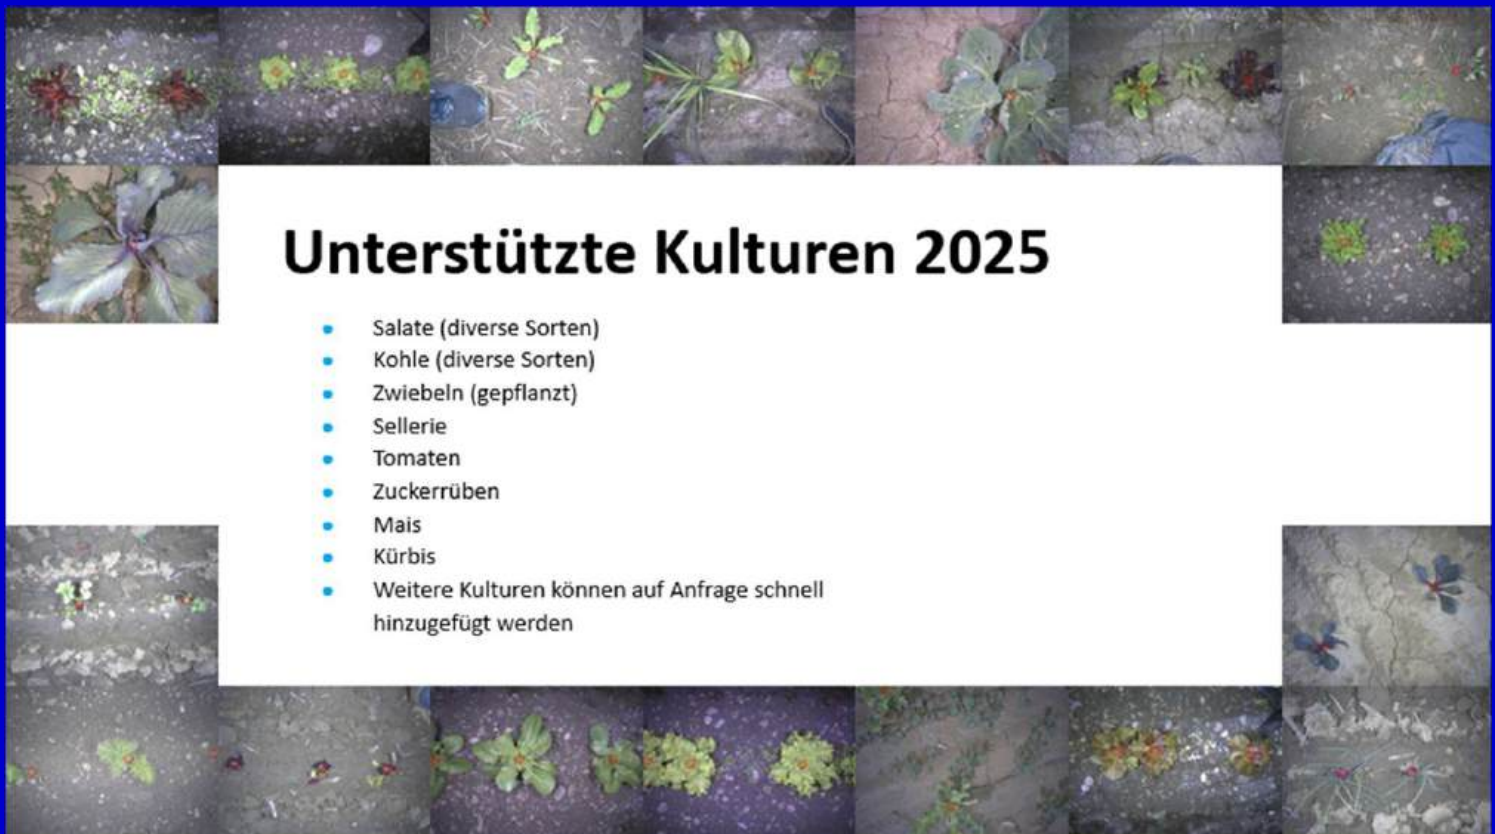 Unterstützte Kulturen 2025
• Salate (diverse Sorten)
• Kohle (diverse Sorten)
• Zwiebeln (gepflanzt)
• Sellerie
• Tomaten
• Zuckerrüben
• Mais
• Kürbis
• Weitere Kulturen können auf Anfrage schnell
hinzugefügt werden